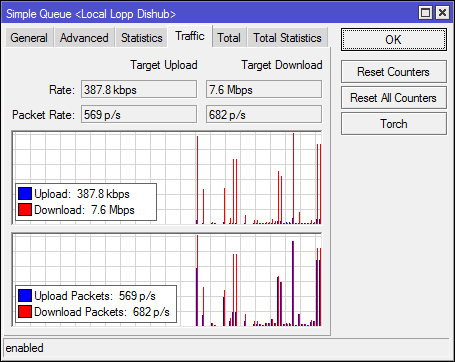 Simple Queue <Local Lopp Dishub>
General Advanced Statistics Traffic Total Total Statistics
Target Upload Target Download
Rate: 387.8 kbps 7.6 Mbps
Packet Rate: 569 p/s 682 p/s
Upload: 387.8 kbps
Download: 7.6 Mbps
Upload Packets: 569 p/s
Download Packets: 682 p/s
OK
Reset Counters
Reset All Counters
Torch
enabled